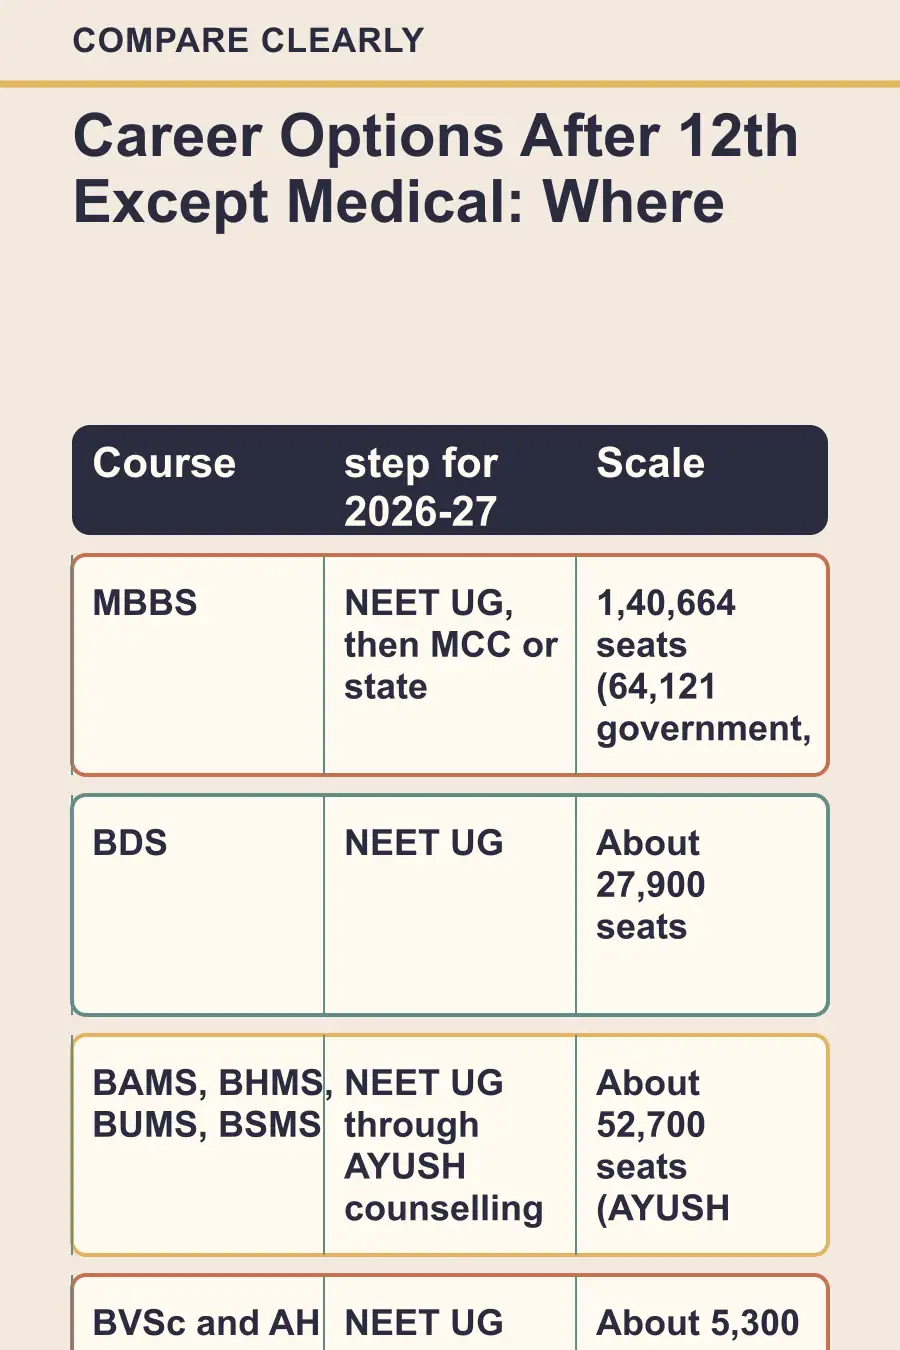 COMPARE CLEARLY
Career Options After 12th
Except Medical: Where
Course
step for
2026-27
Scale
MBBS
NEET UG,
then MCC or
state
1,40,664
seats
(64,121
government,
BDS
NEET UG
About
27,900
seats
BAMS, BHMS,
BUMS, BSMS
NEET UG
through
AYUSH
counselling
About
52,700
seats
(AYUSH
BVSc and AH
NEET UG
About 5,300